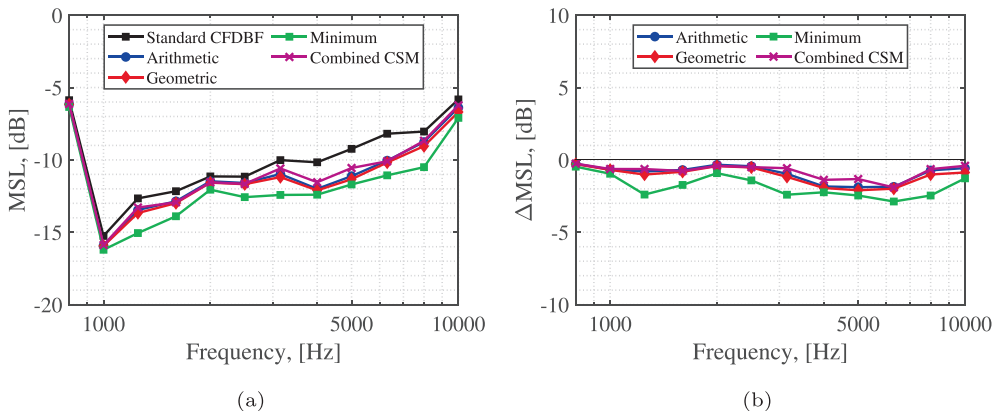 0
-5
-10
-15
-20
MSL, [dB]
Standard CFDBF
Arithmetic
Geometric
Minimum
Combined CSM
1000
5000
10000
Frequency, [Hz]
(a)
10
5
0
-5
-10
ΔMSL, [dB]
Arithmetic
Geometric
Minimum
Combined CSM
1000
5000
10000
Frequency, [Hz]
(b)